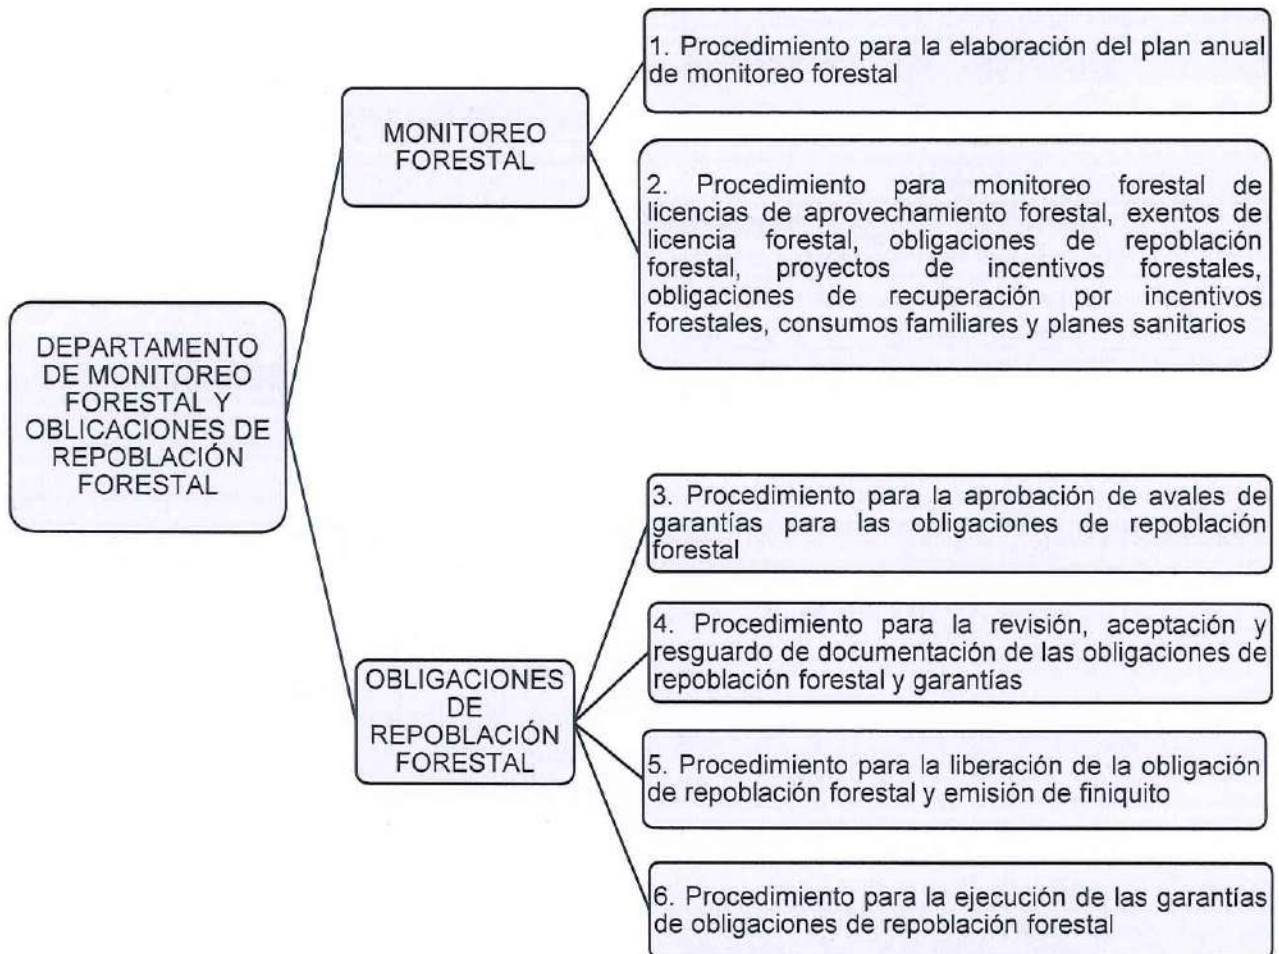 DEPARTAMENTO
DE MONITOREO
FORESTAL Y
OBLICACIONES DE
REPOBLACIÓN
FORESTAL
MONITOREO
FORESTAL
1. Procedimiento para la elaboración del plan anual
de monitoreo forestal
2. Procedimiento para monitoreo forestal de
licencias de aprovechamiento forestal, exentos de
licencia forestal, obligaciones de repoblación
forestal, proyectos de incentivos forestales,
obligaciones de recuperación por incentivos
forestales, consumos familiares y planes sanitarios
OBLIGACIONES
DE
REPOBLACIÓN
FORESTAL
3. Procedimiento para la aprobación de avales de
garantías para las obligaciones de repoblación
forestal
4. Procedimiento para la revisión, aceptación y
resguardo de documentación de las obligaciones de
repoblación forestal y garantías
5. Procedimiento para la liberación de la obligación
de repoblación forestal y emisión de finiquito
6. Procedimiento para la ejecución de las garantías
de obligaciones de repoblación forestal